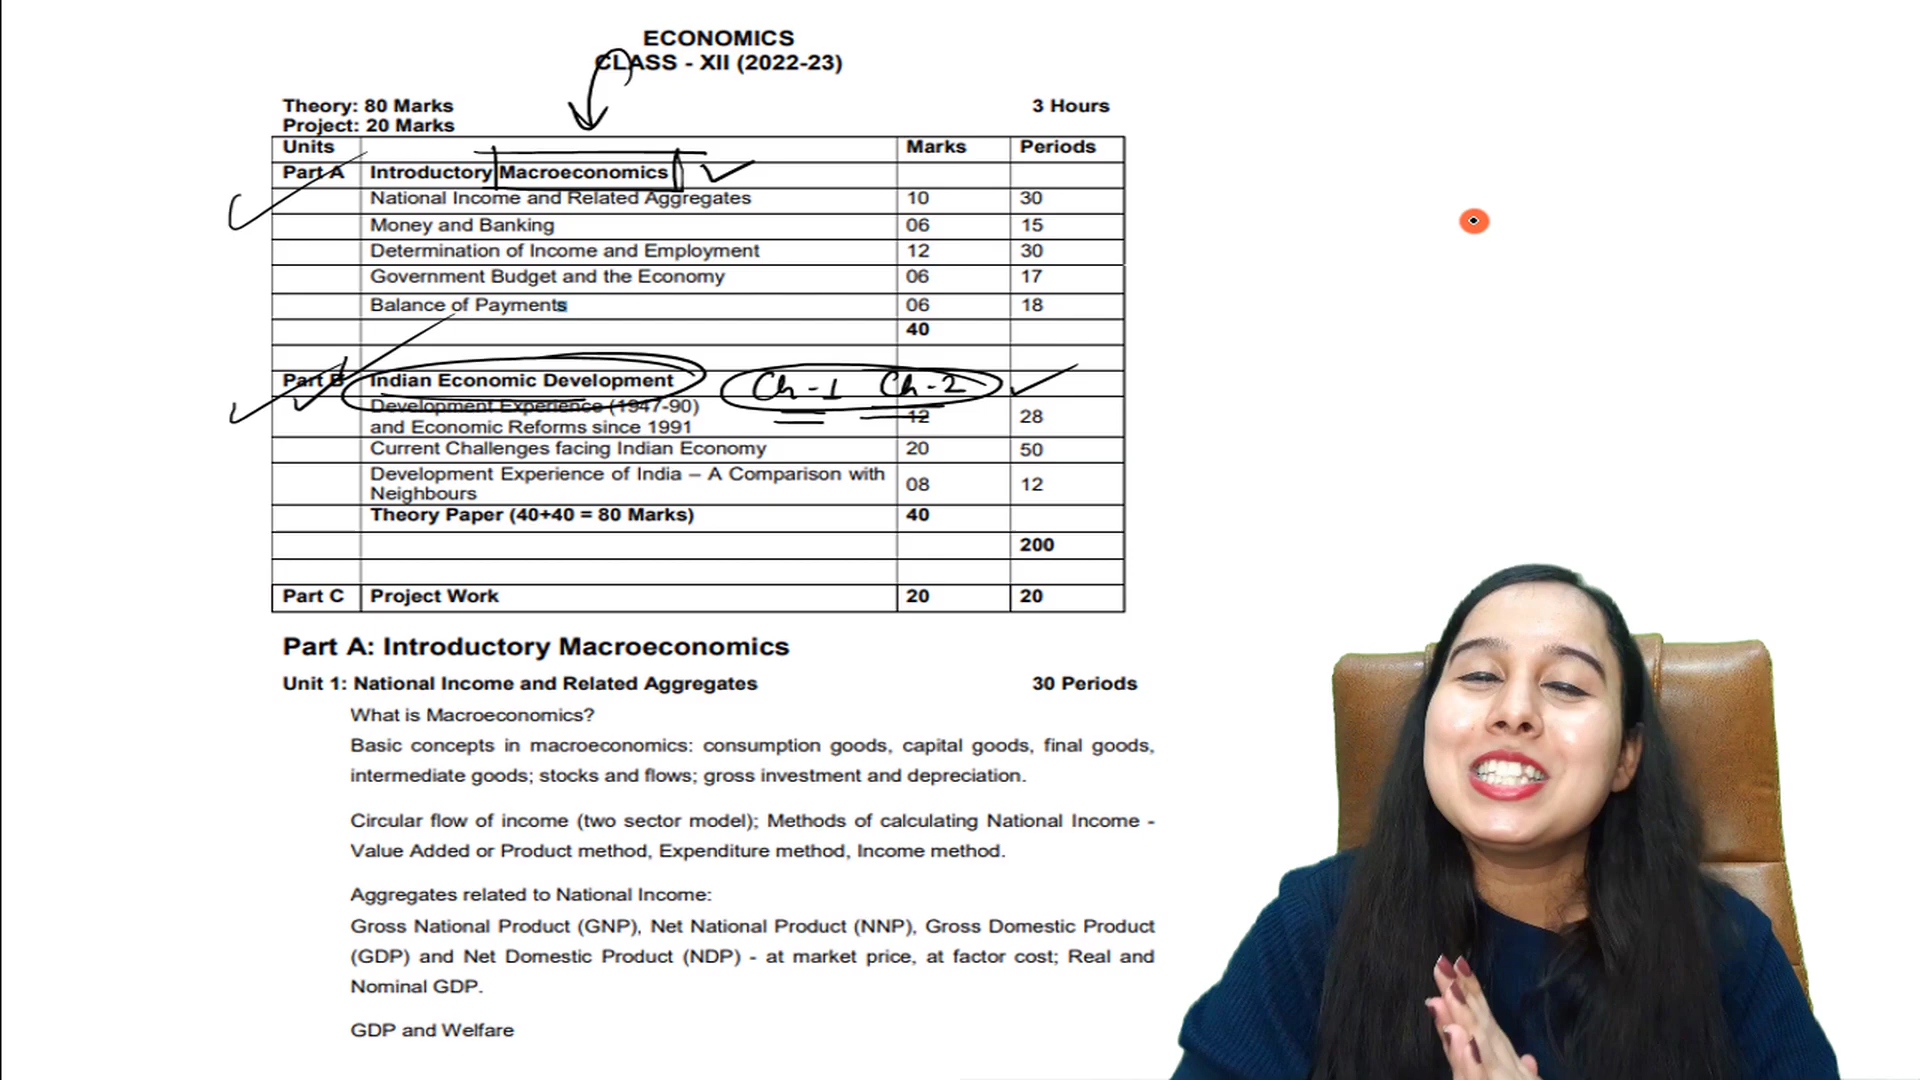 ECONOMICS
CLASS - XII (2022-23)
Theory: 80 Marks 3 Hours
Project: 20 Marks
Units Marks Periods
Part A Introductory Macroeconomics
National Income and Related Aggregates 10 30
Money and Banking 06 15
Determination of Income and Employment 12 30
Government Budget and the Economy 06 17
Balance of Payments 06 18
40
Part B Indian Economic Development Ch-1 Ch-2
Development Experience (1947-90)
and Economic Reforms since 1991 12 28
Current Challenges facing Indian Economy 20 50
Development Experience of India – A Comparison with
Neighbours 08 12
Theory Paper (40+40 = 80 Marks) 40
200
Part C Project Work 20 20
Part A: Introductory Macroeconomics
Unit 1: National Income and Related Aggregates 30 Periods
What is Macroeconomics?
Basic concepts in macroeconomics: consumption goods, capital goods, final goods,
intermediate goods; stocks and flows; gross investment and depreciation.
Circular flow of income (two sector model); Methods of calculating National Income -
Value Added or Product method, Expenditure method, Income method.
Aggregates related to National Income:
Gross National Product (GNP), Net National Product (NNP), Gross Domestic Product
(GDP) and Net Domestic Product (NDP) - at market price, at factor cost; Real and
Nominal GDP.
GDP and Welfare